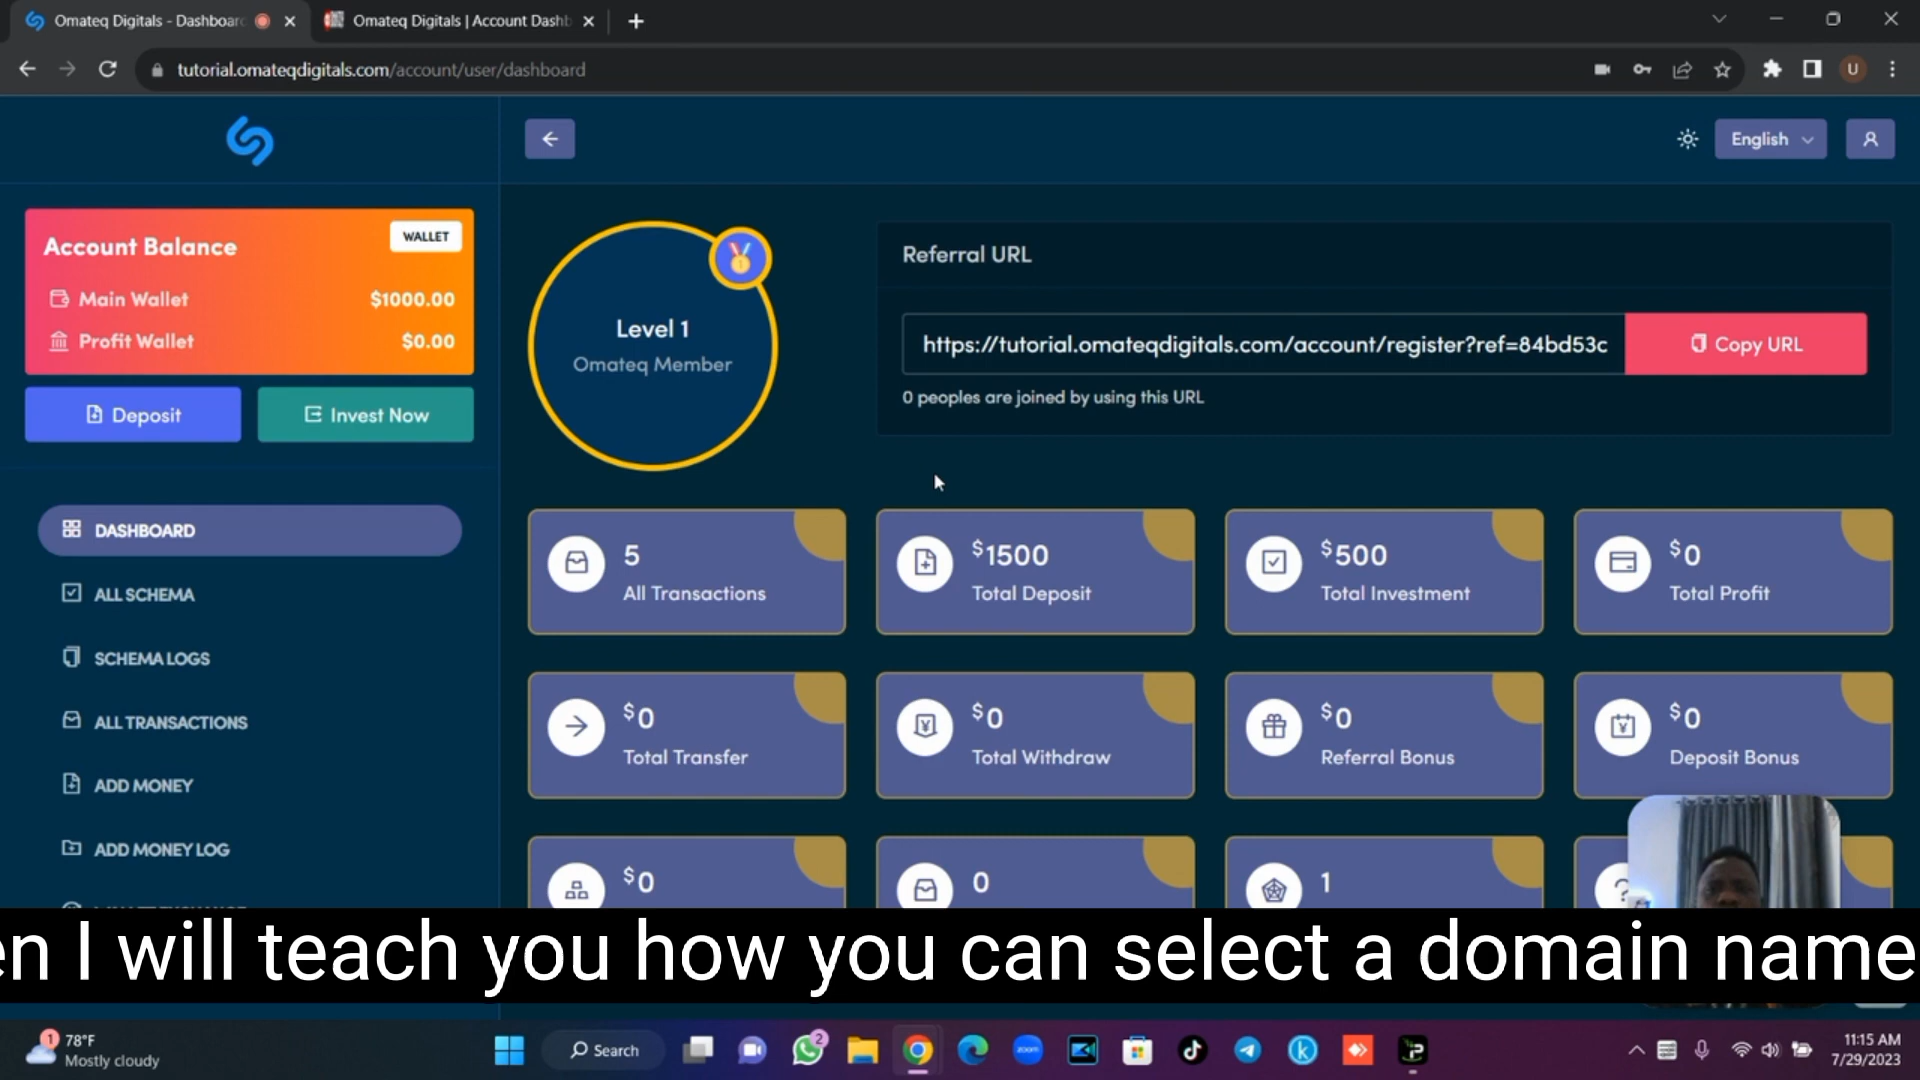 Omateq Digitals - Dashboar
Omateq Digitals | Account Dashb
tutorial.omateqdigitals.com/account/user/dashboard
U
English
Account Balance
WALLET
Main Wallet
$1000.00
Profit Wallet
$0.00
Deposit
Invest Now
DASHBOARD
ALL SCHEMA
SCHEMA LOGS
ALL TRANSACTIONS
ADD MONEY
ADD MONEY LOG
Level 1
Omateq Member
Referral URL
https://tutorial.omateqdigitals.com/account/register?ref=84bd53c
Copy URL
0 peoples are joined by using this URL
5
All Transactions
$1500
Total Deposit
$500
Total Investment
$0
Total Profit
$0
Total Transfer
$0
Total Withdraw
$0
Referral Bonus
$0
Deposit Bonus
$0
0
1
en I will teach you how you can select a domain name
1
78°F
Mostly cloudy
Search
2
zoom
11:15 AM
7/29/2023